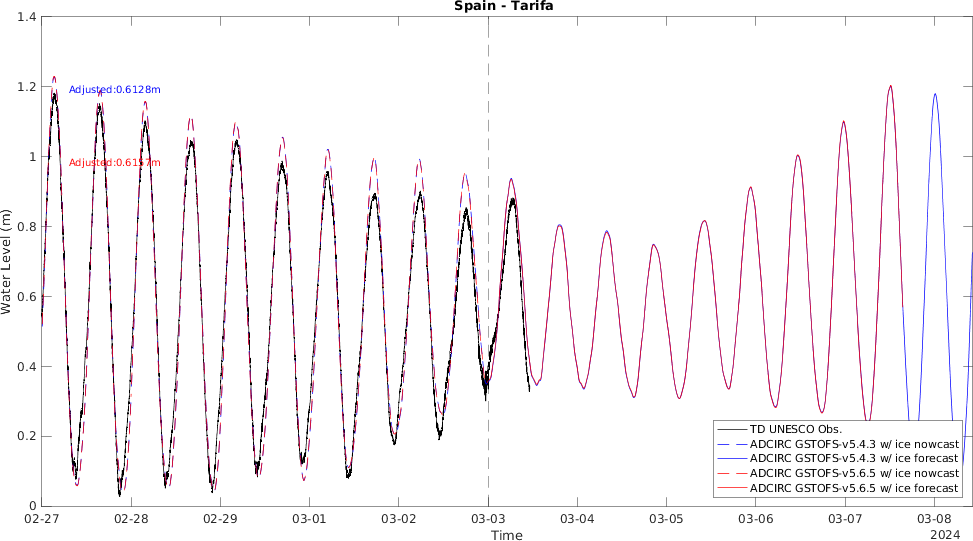 Spain - Tarifa
1.4
1.2
1
0.8
0.6
0.4
0.2
0
Water Level (m)
Adjusted:0.6128m
Adjusted:0.6157m
TD UNESCO Obs.
ADCIRC GSTOFS-v5.4.3 w/ ice nowcast
ADCIRC GSTOFS-v5.4.3 w/ ice forecast
ADCIRC GSTOFS-v5.6.5 w/ ice nowcast
ADCIRC GSTOFS-v5.6.5 w/ ice forecast
02-27 02-28 02-29 03-01 03-02 03-03 03-04 03-05 03-06 03-07 03-08
Time
2024